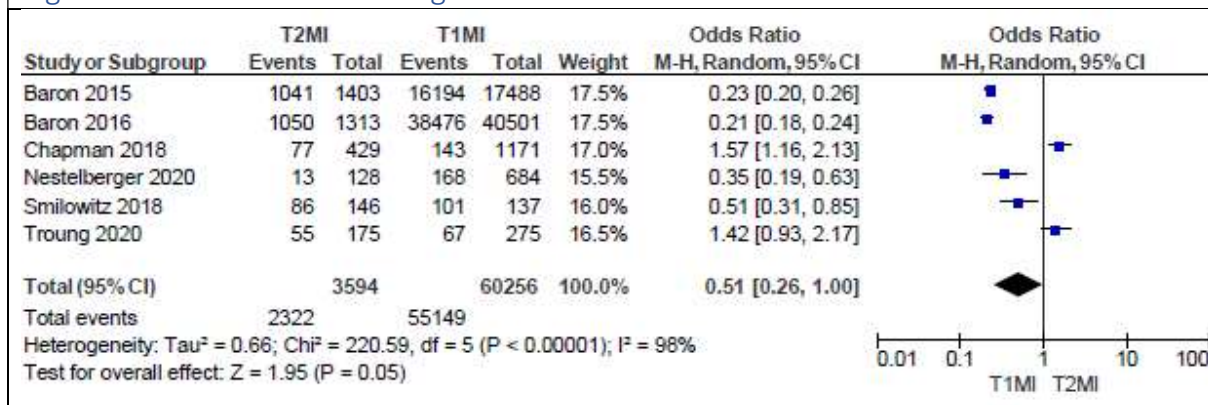 T2MI T1MI Odds Ratio Odds Ratio
Study or Subgroup Events Total Events Total Weight M-H, Random, 95% CI M-H, Random, 95% CI
Baron 2015 1041 1403 16194 17488 17.5% 0.23 [0.20, 0.26]
Baron 2016 1050 1313 38476 40501 17.5% 0.21 [0.18, 0.24]
Chapman 2018 77 429 143 1171 17.0% 1.57 [1.16, 2.13]
Nestelberger 2020 13 128 168 684 15.5% 0.35 [0.19, 0.63]
Smilowitz 2018 86 146 101 137 16.0% 0.51 [0.31, 0.85]
Troung 2020 55 175 67 275 16.5% 1.42 [0.93, 2.17]
Total (95% CI) 3594 60256 100.0% 0.51 [0.26, 1.00]
Total events 2322 55149
Heterogeneity: Tau² = 0.66; Chi² = 220.59, df = 5 (P < 0.00001); I² = 98%
Test for overall effect: Z = 1.95 (P = 0.05)
0.01 0.1 1 10 100
T1MI T2MI